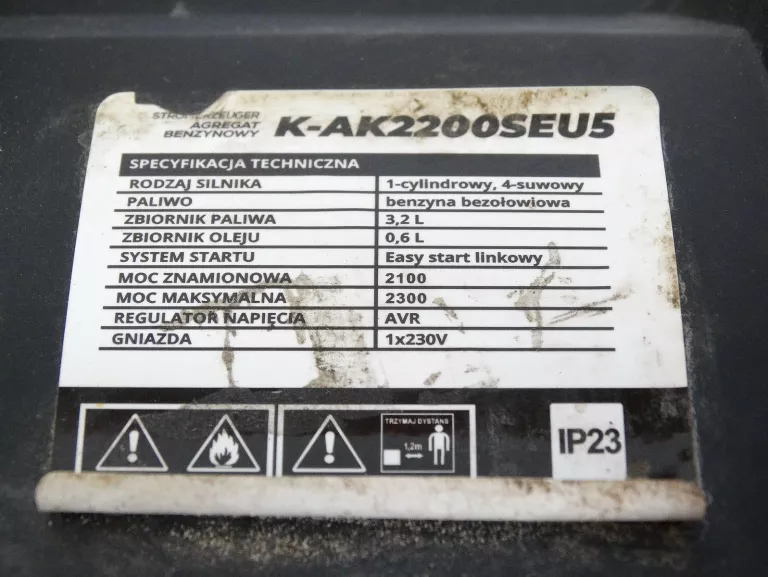 STROMERZEUGER
AGREGAT
BENZYNOWY
K-AK2200SEU5
SPECYFIKACJA TECHNICZNA
RODZAJ SILNIKA 1-cylindrowy, 4-suwowy
PALIWO benzyna bezołowiowa
ZBIORNIK PALIWA 3,2 L
ZBIORNIK OLEJU 0,6 L
SYSTEM STARTU Easy start linkowy
MOC ZNAMIONOWA 2100
MOC MAKSYMALNA 2300
REGULATOR NAPIĘCIA AVR
GNIAZDA 1x230V
TRZYMAJ DYSTANS
1,2m
IP23